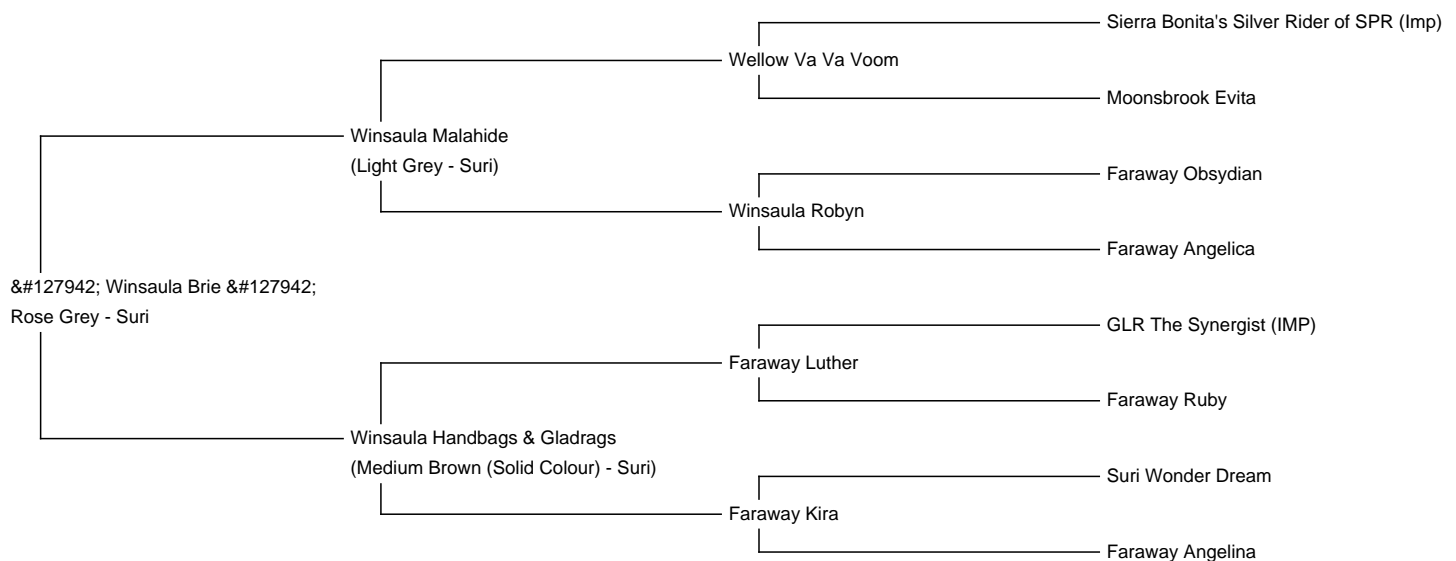 Sierra Bonita's Silver Rider of SPR (Imp)
Wellow Va Va Voom
Moonsbrook Evita
Winsaula Malahide
(Light Grey - Suri)
Faraway Obsydian
Winsaula Robyn
Faraway Angelica
&#127942; Winsaula Brie &#127942;
Rose Grey - Suri
GLR The Synergist (IMP)
Faraway Luther
Faraway Ruby
Winsaula Handbags & Gladrags
(Medium Brown (Solid Colour) - Suri)
Suri Wonder Dream
Faraway Kira
Faraway Angelina